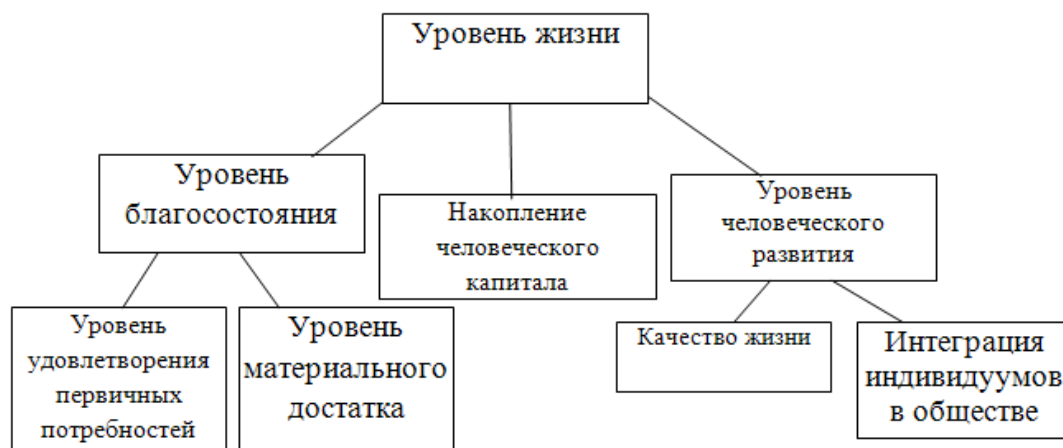 Уровень жизни
Уровень
благосостояния
Накопление
человеческого
капитала
Уровень
человеческого
развития
Уровень
удовлетворения
первичных
потребностей
Уровень
материального
достатка
Качество жизни
Интеграция
индивидуумов
в обществе